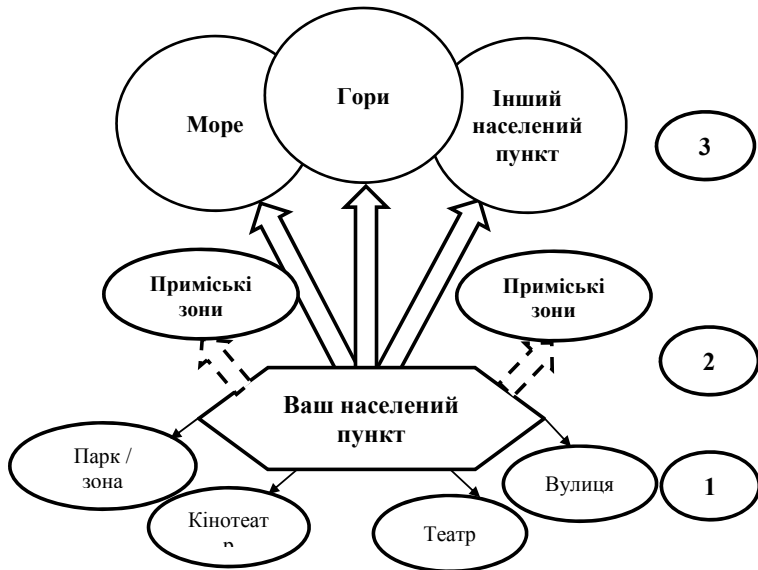 Море
Гори
Інший
населений
пункт
3
Приміські
зони
Приміські
зони
2
Ваш населений
пункт
Парк /
зона
Кінотеат
р
Театр
Вулиця
1